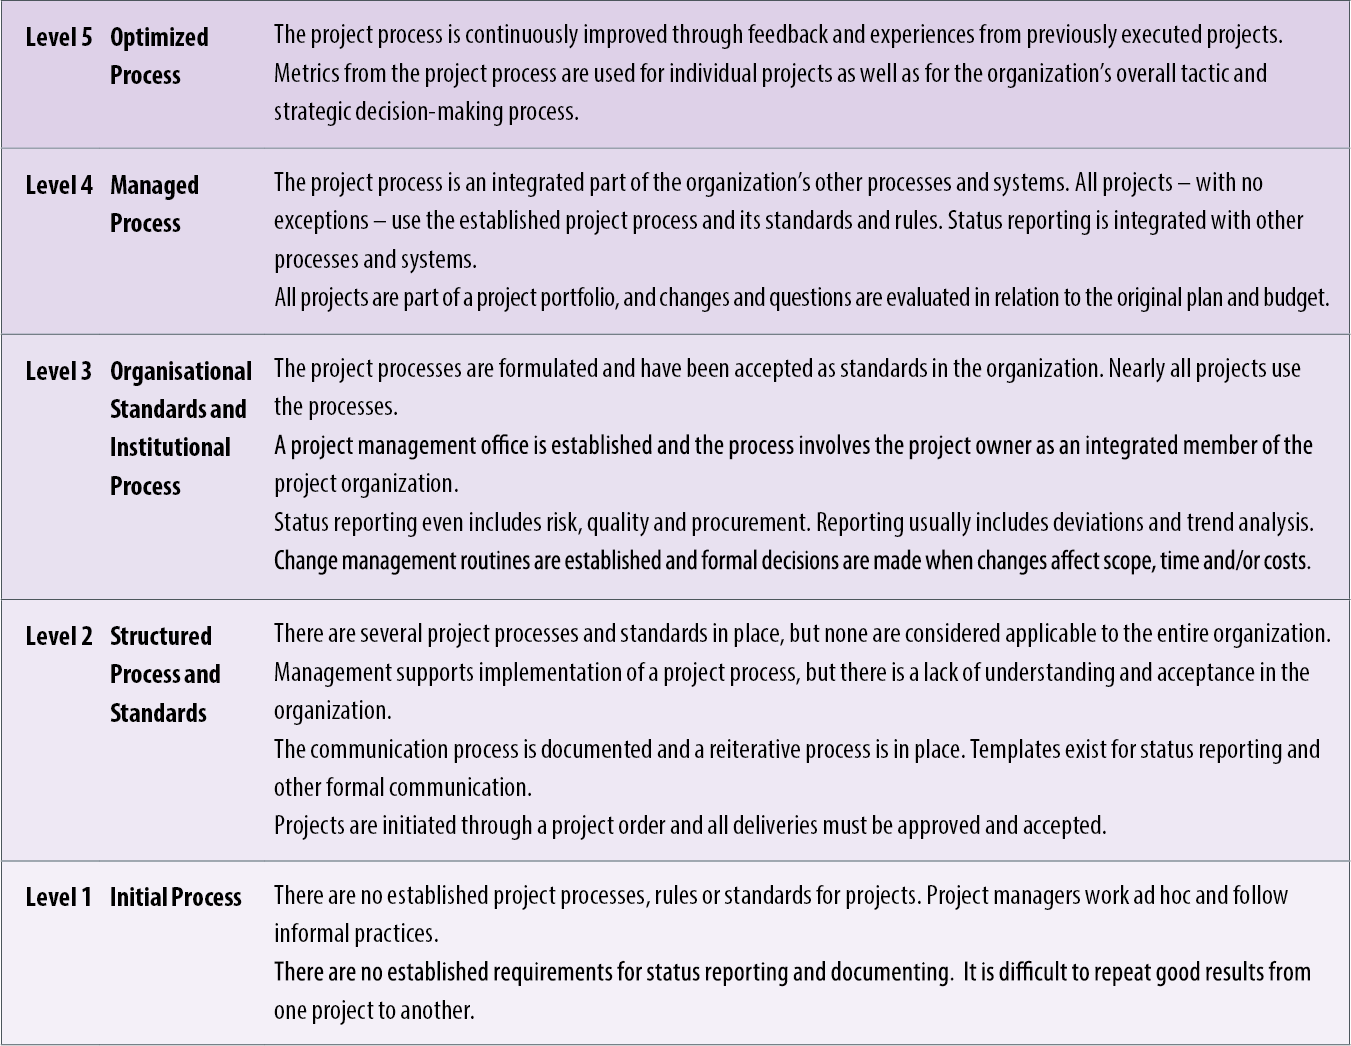 Level 5 Optimized The project process is continuously improved through feedback and experiences from previously executed projects.
Process Metrics from the project process are used for individual projects as well as for the organization’s overall tactic and
strategic decision-making process.
Level 4 Managed The project process is an integrated part of the organization’s other processes and systems. All projects – with no
Process exceptions – use the established project process and its standards and rules. Status reporting is integrated with other
processes and systems.
All projects are part of a project portfolio, and changes and questions are evaluated in relation to the original plan and budget.
Level 3 Organisational The project processes are formulated and have been accepted as standards in the organization. Nearly all projects use
Standards and the processes.
Institutional A project management office is established and the process involves the project owner as an integrated member of the
Process project organization.
Status reporting even includes risk, quality and procurement. Reporting usually includes deviations and trend analysis.
Change management routines are established and formal decisions are made when changes affect scope, time and/or costs.
Level 2 Structured There are several project processes and standards in place, but none are considered applicable to the entire organization.
Process and Management supports implementation of a project process, but there is a lack of understanding and acceptance in the
Standards organization.
The communication process is documented and a reiterative process is in place. Templates exist for status reporting and
other formal communication.
Projects are initiated through a project order and all deliveries must be approved and accepted.
Level 1 Initial Process There are no established project processes, rules or standards for projects. Project managers work ad hoc and follow
informal practices.
There are no established requirements for status reporting and documenting.  It is difficult to repeat good results from
one project to another.